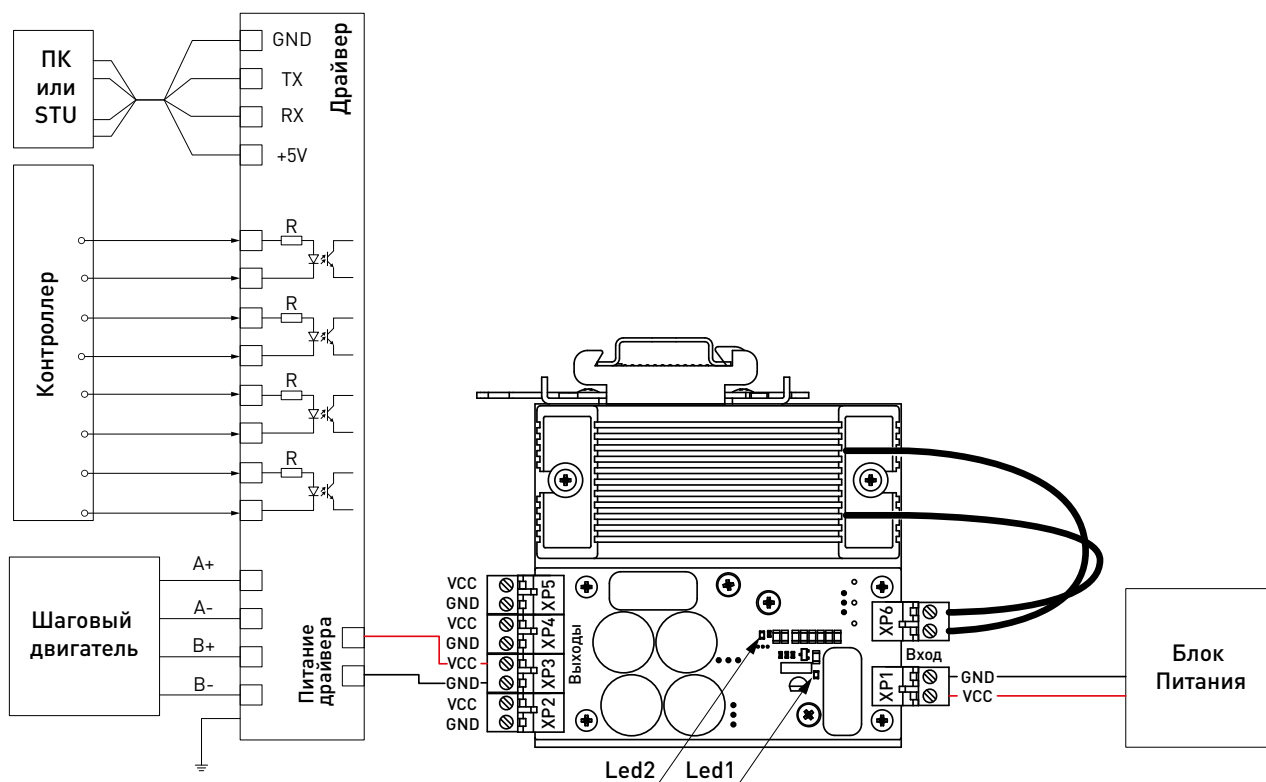 ПК
или
STU
GND
TX
RX
+5V
Драйвер
Контроллер
R
R
R
R
Шаговый
двигатель
A+
A-
B+
B-
Питание
драйвера
VCC
GND
VCC
GND
VCC
GND
VCC
GND
XP5
XP4
XP3
XP2
Выходы
XP6
Вход
XP1
GND
VCC
Блок
Питания
Led2
Led1